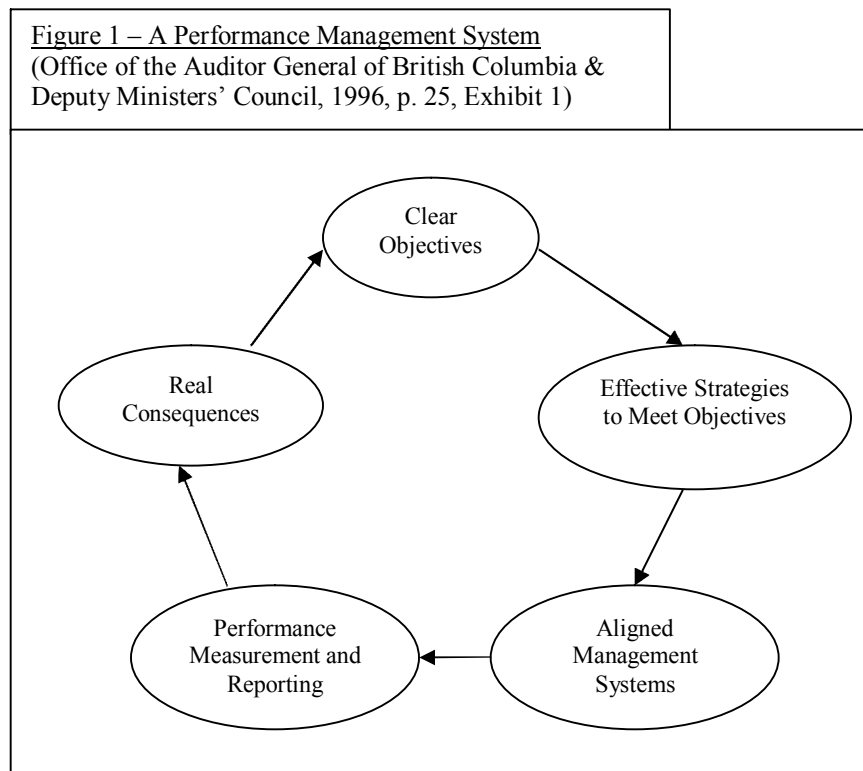 Figure 1 – A Performance Management System
(Office of the Auditor General of British Columbia &
Deputy Ministers’ Council, 1996, p. 25, Exhibit 1)
Clear
Objectives
Real
Consequences
Effective Strategies
to Meet Objectives
Performance
Measurement and
Reporting
Aligned
Management
Systems